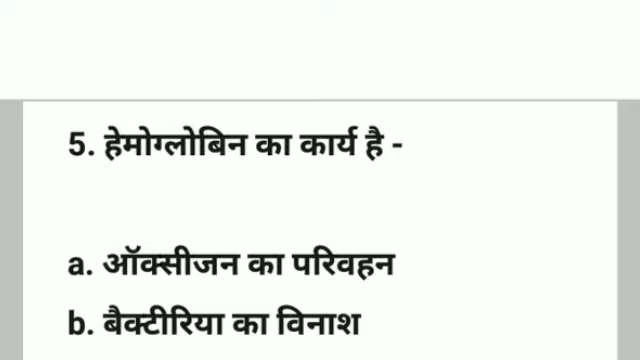 5. हेमोग्लोबिन का कार्य है -
a. ऑक्सीजन का परिवहन
b. बैक्टीरिया का विनाश